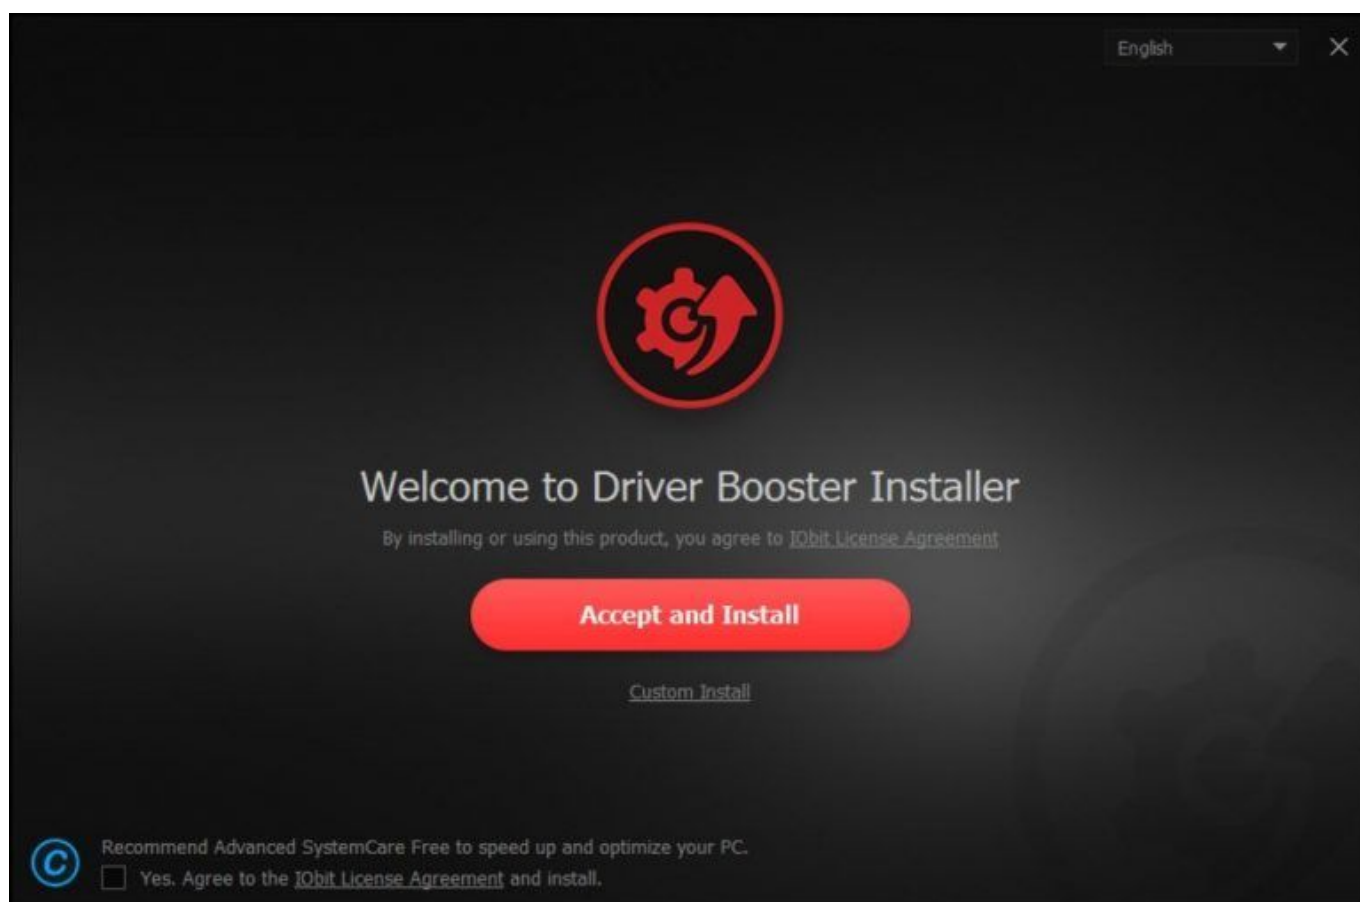 English
Welcome to Driver Booster Installer
By installing or using this product, you agree to IObit License Agreement
Accept and Install
Custom Install
Recommend Advanced SystemCare Free to speed up and optimize your PC.
Yes. Agree to the IObit License Agreement and install.